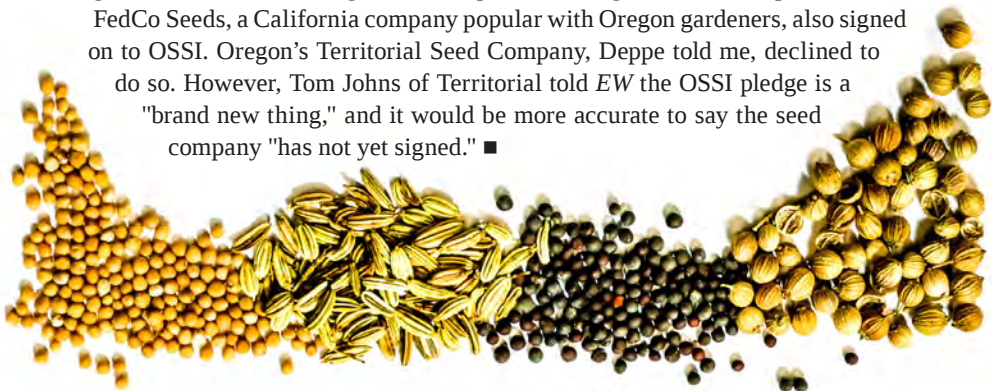 FedCo Seeds, a California company popular with Oregon gardeners, also signed
on to OSSI. Oregon’s Territorial Seed Company, Deppe told me, declined to
do so. However, Tom Johns of Territorial told EW the OSSI pledge is a
"brand new thing," and it would be more accurate to say the seed
company "has not yet signed." ■